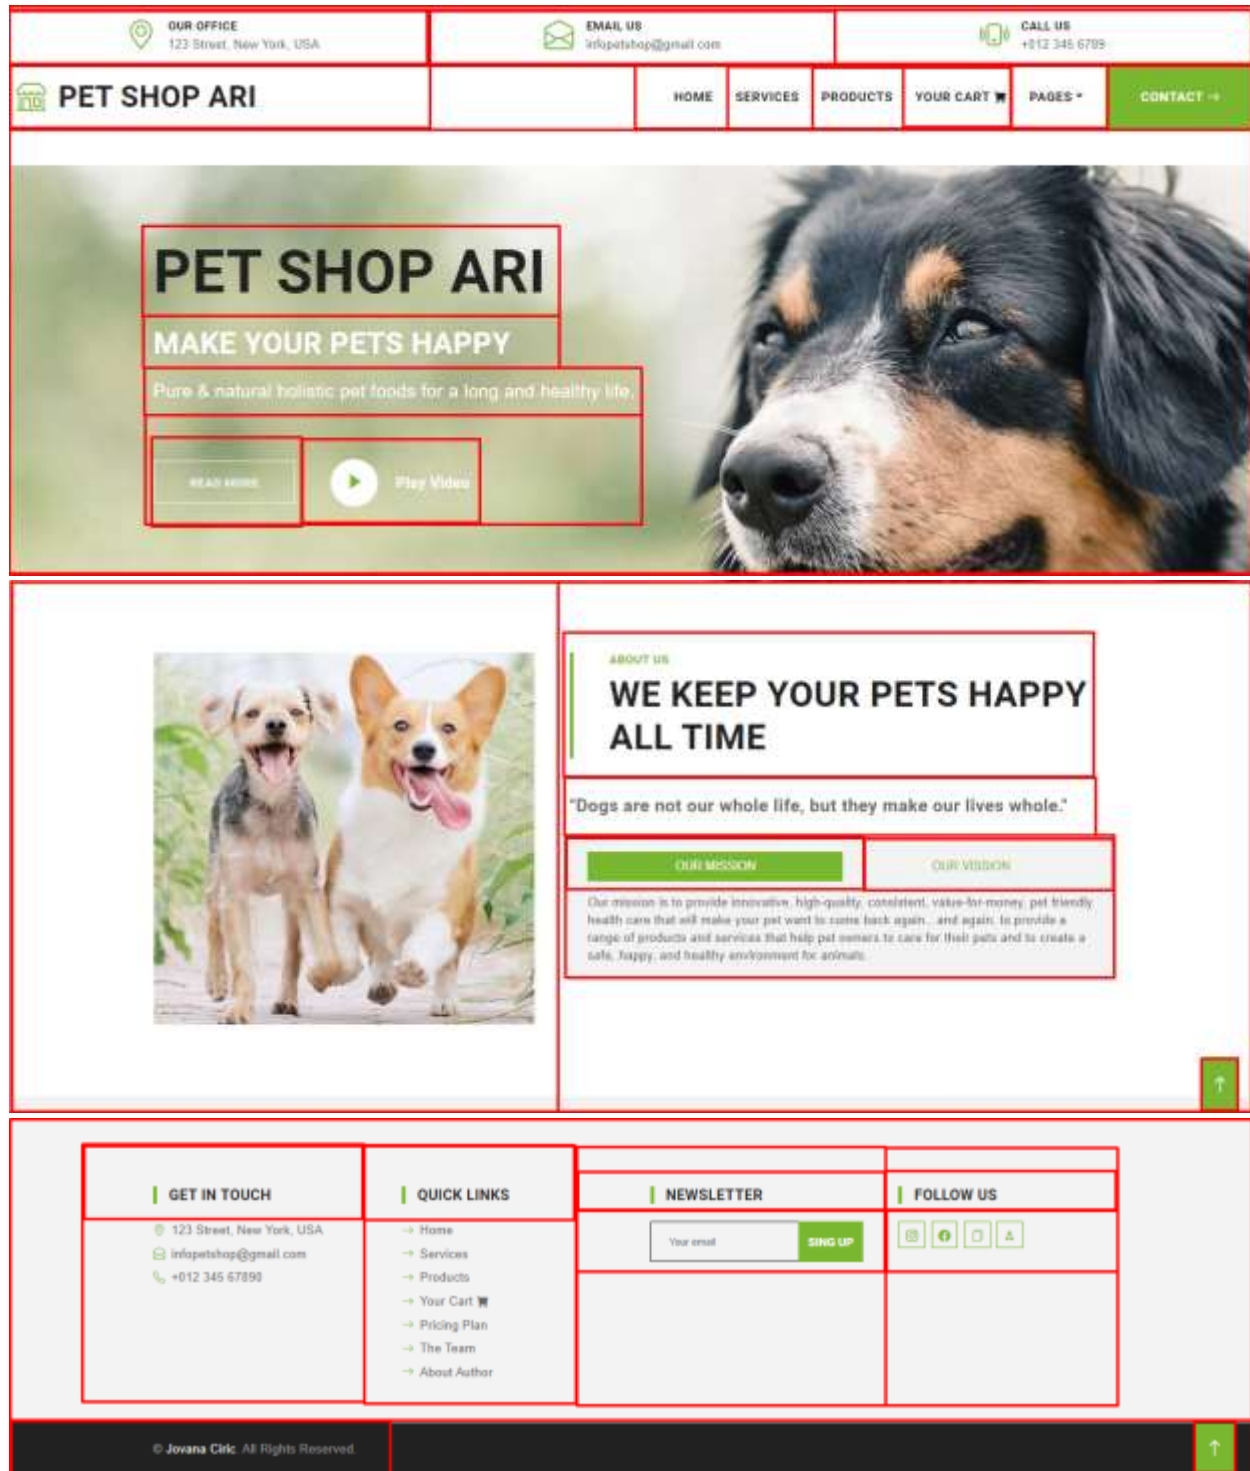 OUR OFFICE
123 Street, New York, USA
EMAIL US
infopetshop@gmail.com
CALL US
+012 345 6789
PET SHOP ARI
HOME
SERVICES
PRODUCTS
YOUR CART
PAGES
CONTACT →
PET SHOP ARI
MAKE YOUR PETS HAPPY
Pure & natural holistic pet foods for a long and healthy life.
READ MORE
Play Video
ABOUT US
WE KEEP YOUR PETS HAPPY
ALL TIME
"Dogs are not our whole life, but they make our lives whole."
OUR MISSION
OUR VISSION
Our mission is to provide innovative, high-quality, consistent, value-for-money, pet friendly
health care that will make your pet want to come back again... and again, to provide a
range of products and services that help pet owners to care for their pets and to create a
safe, happy, and healthy environment for animals.
GET IN TOUCH
123 Street, New York, USA
infopetshop@gmail.com
+012 345 67890
QUICK LINKS
→ Home
→ Services
→ Products
→ Your Cart
→ Pricing Plan
→ The Team
→ About Author
NEWSLETTER
Your email
SING UP
FOLLOW US
© Jovana Ciric. All Rights Reserved.